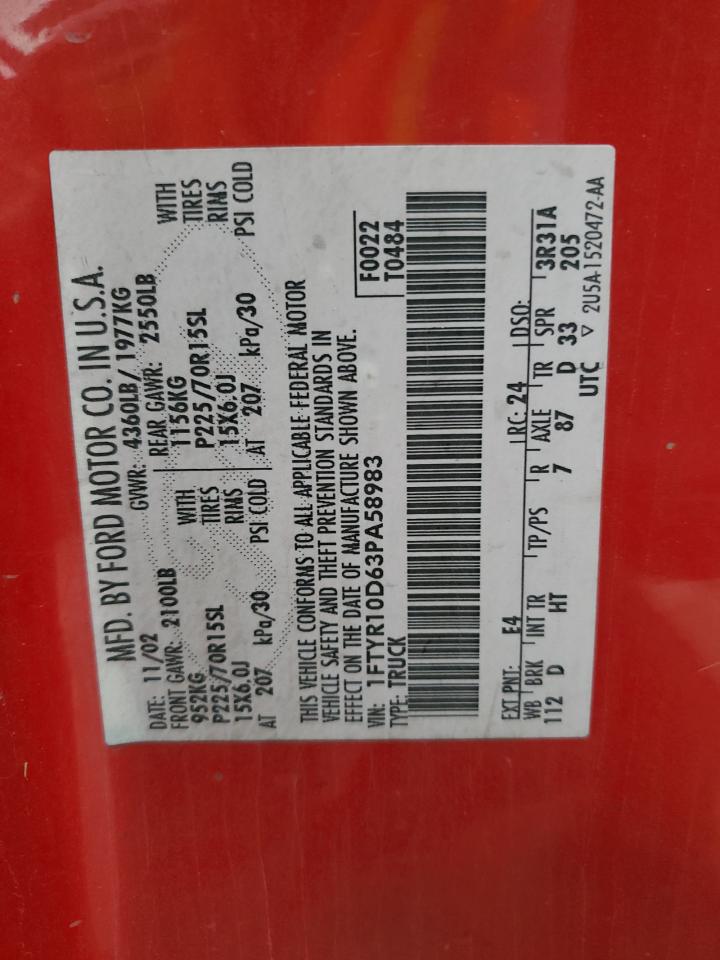 MFD. BY FORD MOTOR CO. IN U.S.A.
DATE: 11/02 GVWR: 4360LB / 1977KG
FRONT GAWR: 2100LB REAR GAWR: 2550LB
952KG WITH 1156KG WITH
P225/70R15SL TIRES P225/70R15SL TIRES
15X6.0J RIMS 15X6.0J RIMS
AT 207 kPa/30 PSI COLD AT 207 kPa/30 PSI COLD
THIS VEHICLE CONFORMS TO ALL APPLICABLE FEDERAL MOTOR
VEHICLE SAFETY AND THEFT PREVENTION STANDARDS IN
EFFECT ON THE DATE OF MANUFACTURE SHOWN ABOVE.
VIN: 1FTYR10D63PA58983 F0022
TYPE: TRUCK T0484
EXT PNT: E4 RC: 24 DSO:
WB BRK INT TR TP/PS R AXLE TR SPR 3R31A
112 D HT 7 87 D 33 205
UTC ▽ 2U5A-1520472-AA